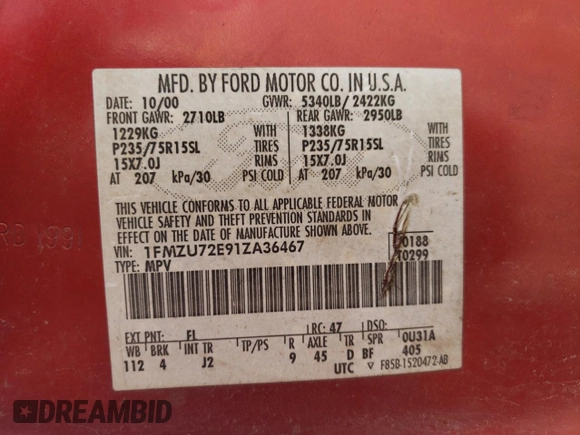 MFD. BY FORD MOTOR CO. IN U.S.A.
DATE: 10/00 GVWR: 5340LB/ 2422KG
FRONT GAWR: 2710LB REAR GAWR: 2950LB
1229KG WITH 1338KG WITH
P235/75R15SL TIRES P235/75R15SL TIRES
15X7.0J RIMS 15X7.0J RIMS
AT 207 kPa/30 PSI COLD AT 207 kPa/30 PSI COLD
THIS VEHICLE CONFORMS TO ALL APPLICABLE FEDERAL MOTOR
VEHICLE SAFETY AND THEFT PREVENTION STANDARDS IN
EFFECT ON THE DATE OF MANUFACTURE SHOWN ABOVE.
VIN: 1FMZU72E91ZA36467 0188
TYPE: MPV T0299
EXT PNT: FL RC: 47 DSO:
WB BRK INT TR TP/PS R AXLE TR SPR 0U31A
112 4 J2 9 45 D BF 405
UTC F85B-1520472-AB
DREAMBID